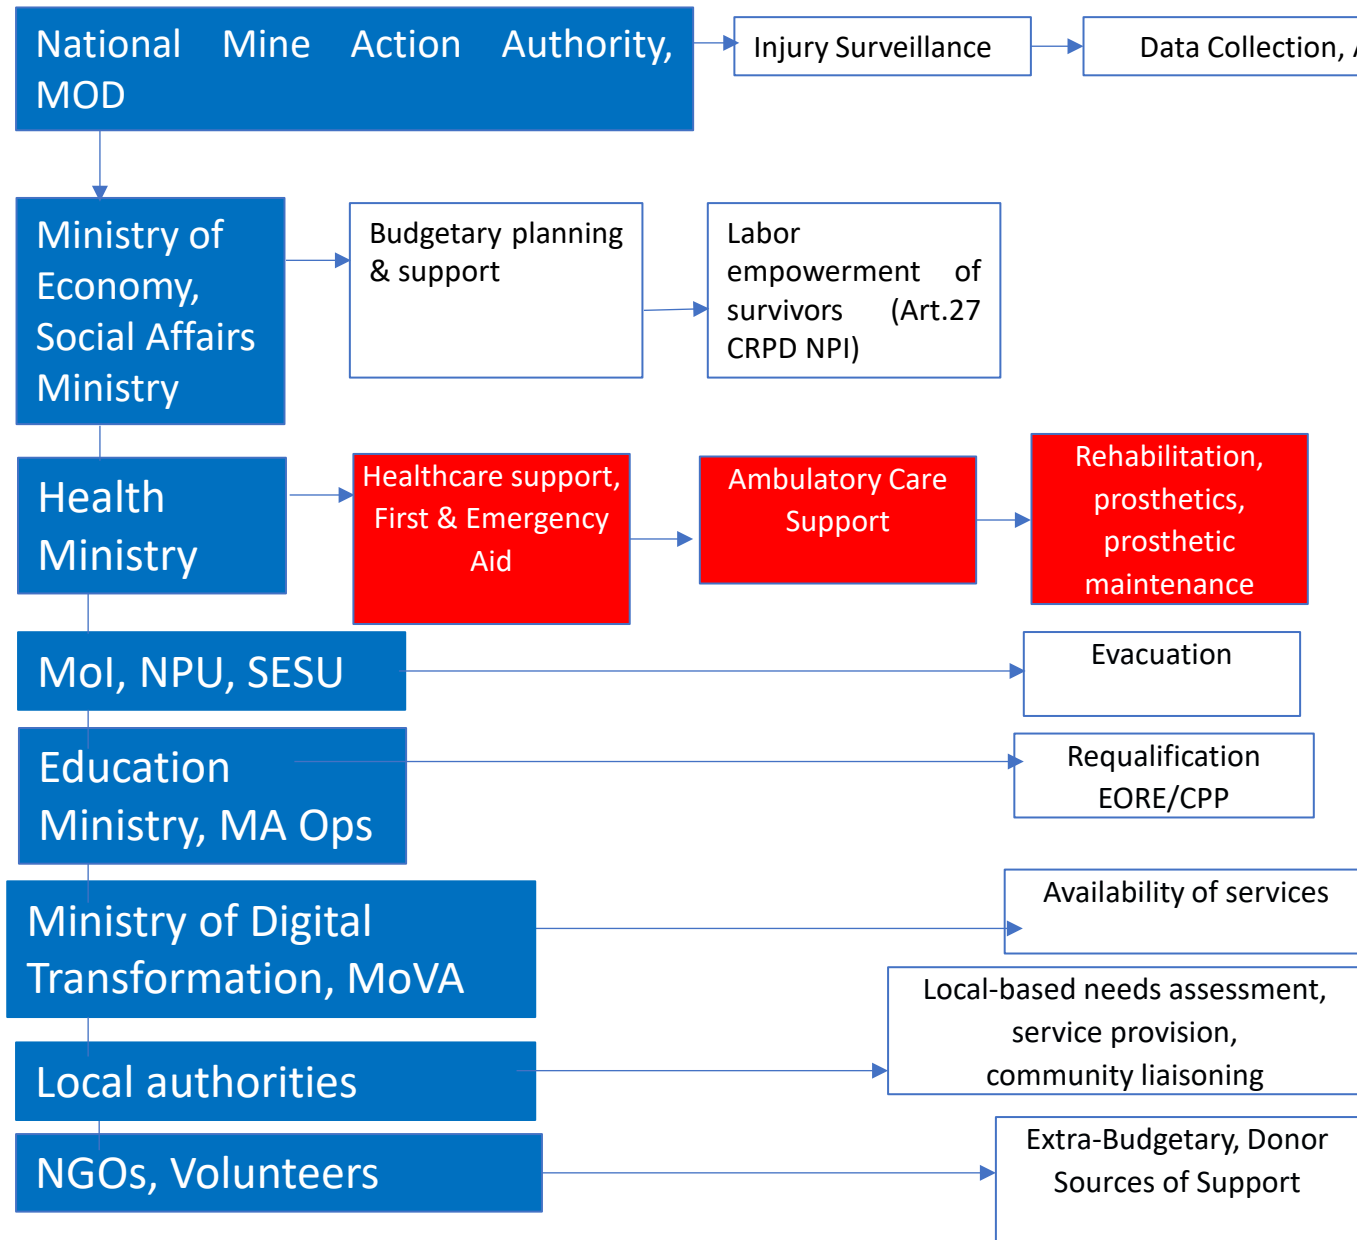 National Mine Action Authority,
MOD
Injury Surveillance
Data Collection,
Ministry of
Economy,
Social Affairs
Ministry
Budgetary planning
& support
Labor
empowerment of
survivors (Art.27
CRPD NPI)
Health
Ministry
Healthcare support,
First & Emergency
Aid
Ambulatory Care
Support
Rehabilitation,
prosthetics,
prosthetic
maintenance
MoI, NPU, SESU
Evacuation
Education
Ministry, MA Ops
Requalification
EORE/CPP
Ministry of Digital
Transformation, MoVA
Availability of services
Local authorities
Local-based needs assessment,
service provision,
community liaisoning
NGOs, Volunteers
Extra-Budgetary, Donor
Sources of Support